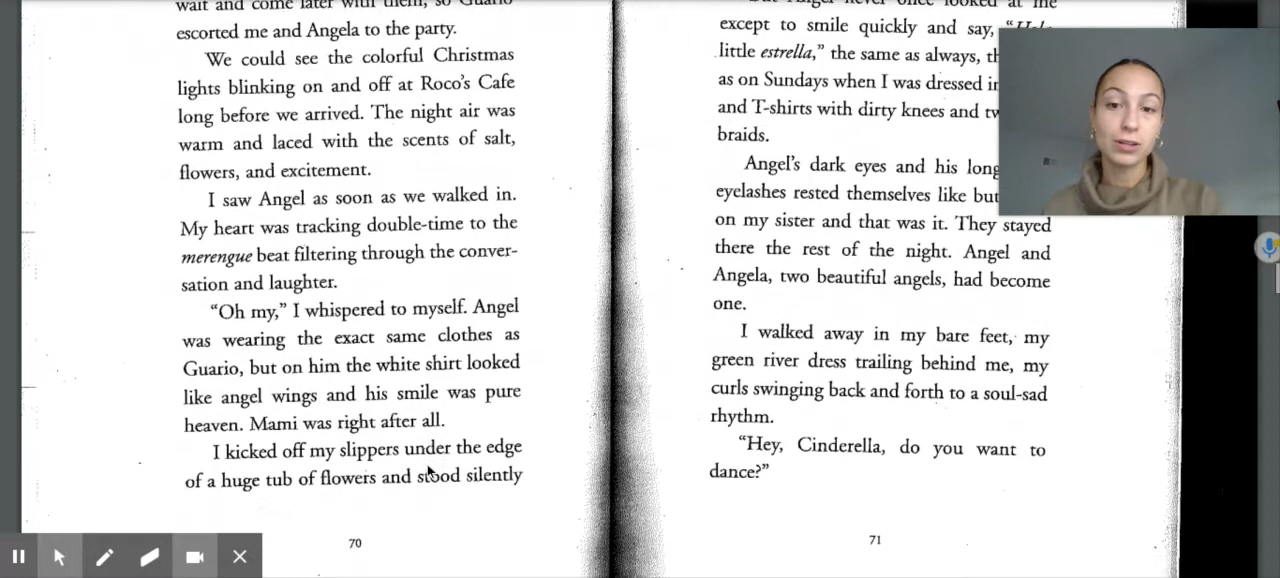 wait and come later with them, so Guario
escorted me and Angela to the party.
We could see the colorful Christmas
lights blinking on and off at Roco's Cafe
long before we arrived. The night air was
warm and laced with the scents of salt,
flowers, and excitement.
I saw Angel as soon as we walked in.
My heart was tracking double-time to the
merengue beat filtering through the conver-
sation and laughter.
“Oh my,” I whispered to myself. Angel
was wearing the exact same clothes as
Guario, but on him the white shirt looked
like angel wings and his smile was pure
heaven. Mami was right after all.
I kicked off my slippers under the edge
of a huge tub of flowers and stood silently
70
But Angel never once looked at me
except to smile quickly and say,
little estrella,” the same as always, th
as on Sundays when I was dressed in
and T-shirts with dirty knees and tw
braids.
Angel's dark eyes and his long
eyelashes rested themselves like but
on my sister and that was it. They stayed
there the rest of the night. Angel and
Angela, two beautiful angels, had become
one.
I walked away in my bare feet, my
green river dress trailing behind me, my
curls swinging back and forth to a soul-sad
rhythm.
“Hey, Cinderella, do you want to
dance?”
71